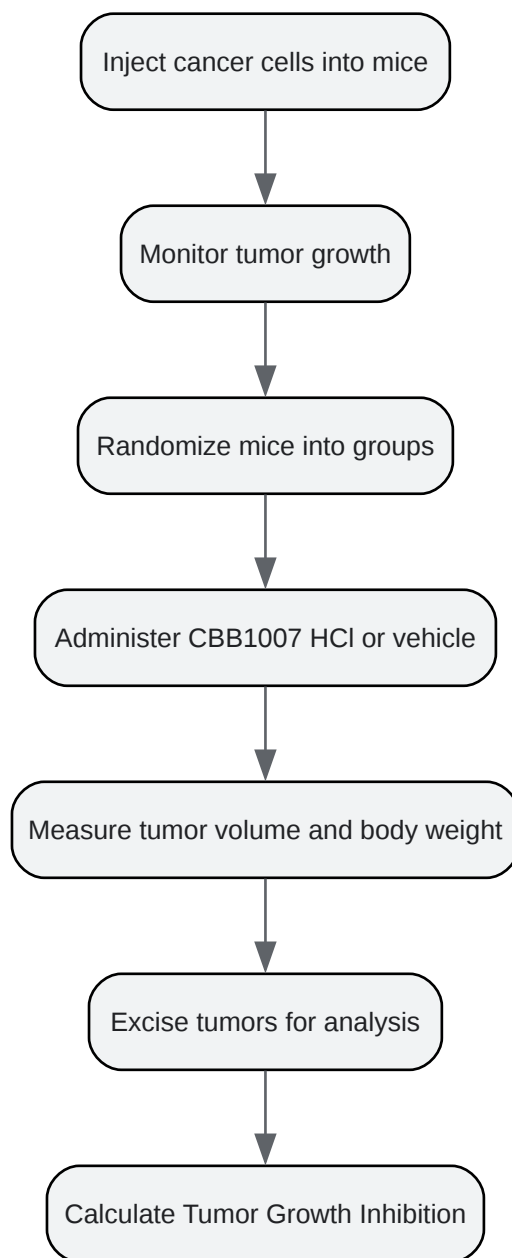 Inject cancer cells into mice
Monitor tumor growth
Randomize mice into groups
Administer CBB1007 HCl or vehicle
Measure tumor volume and body weight
Excise tumors for analysis
Calculate Tumor Growth Inhibition